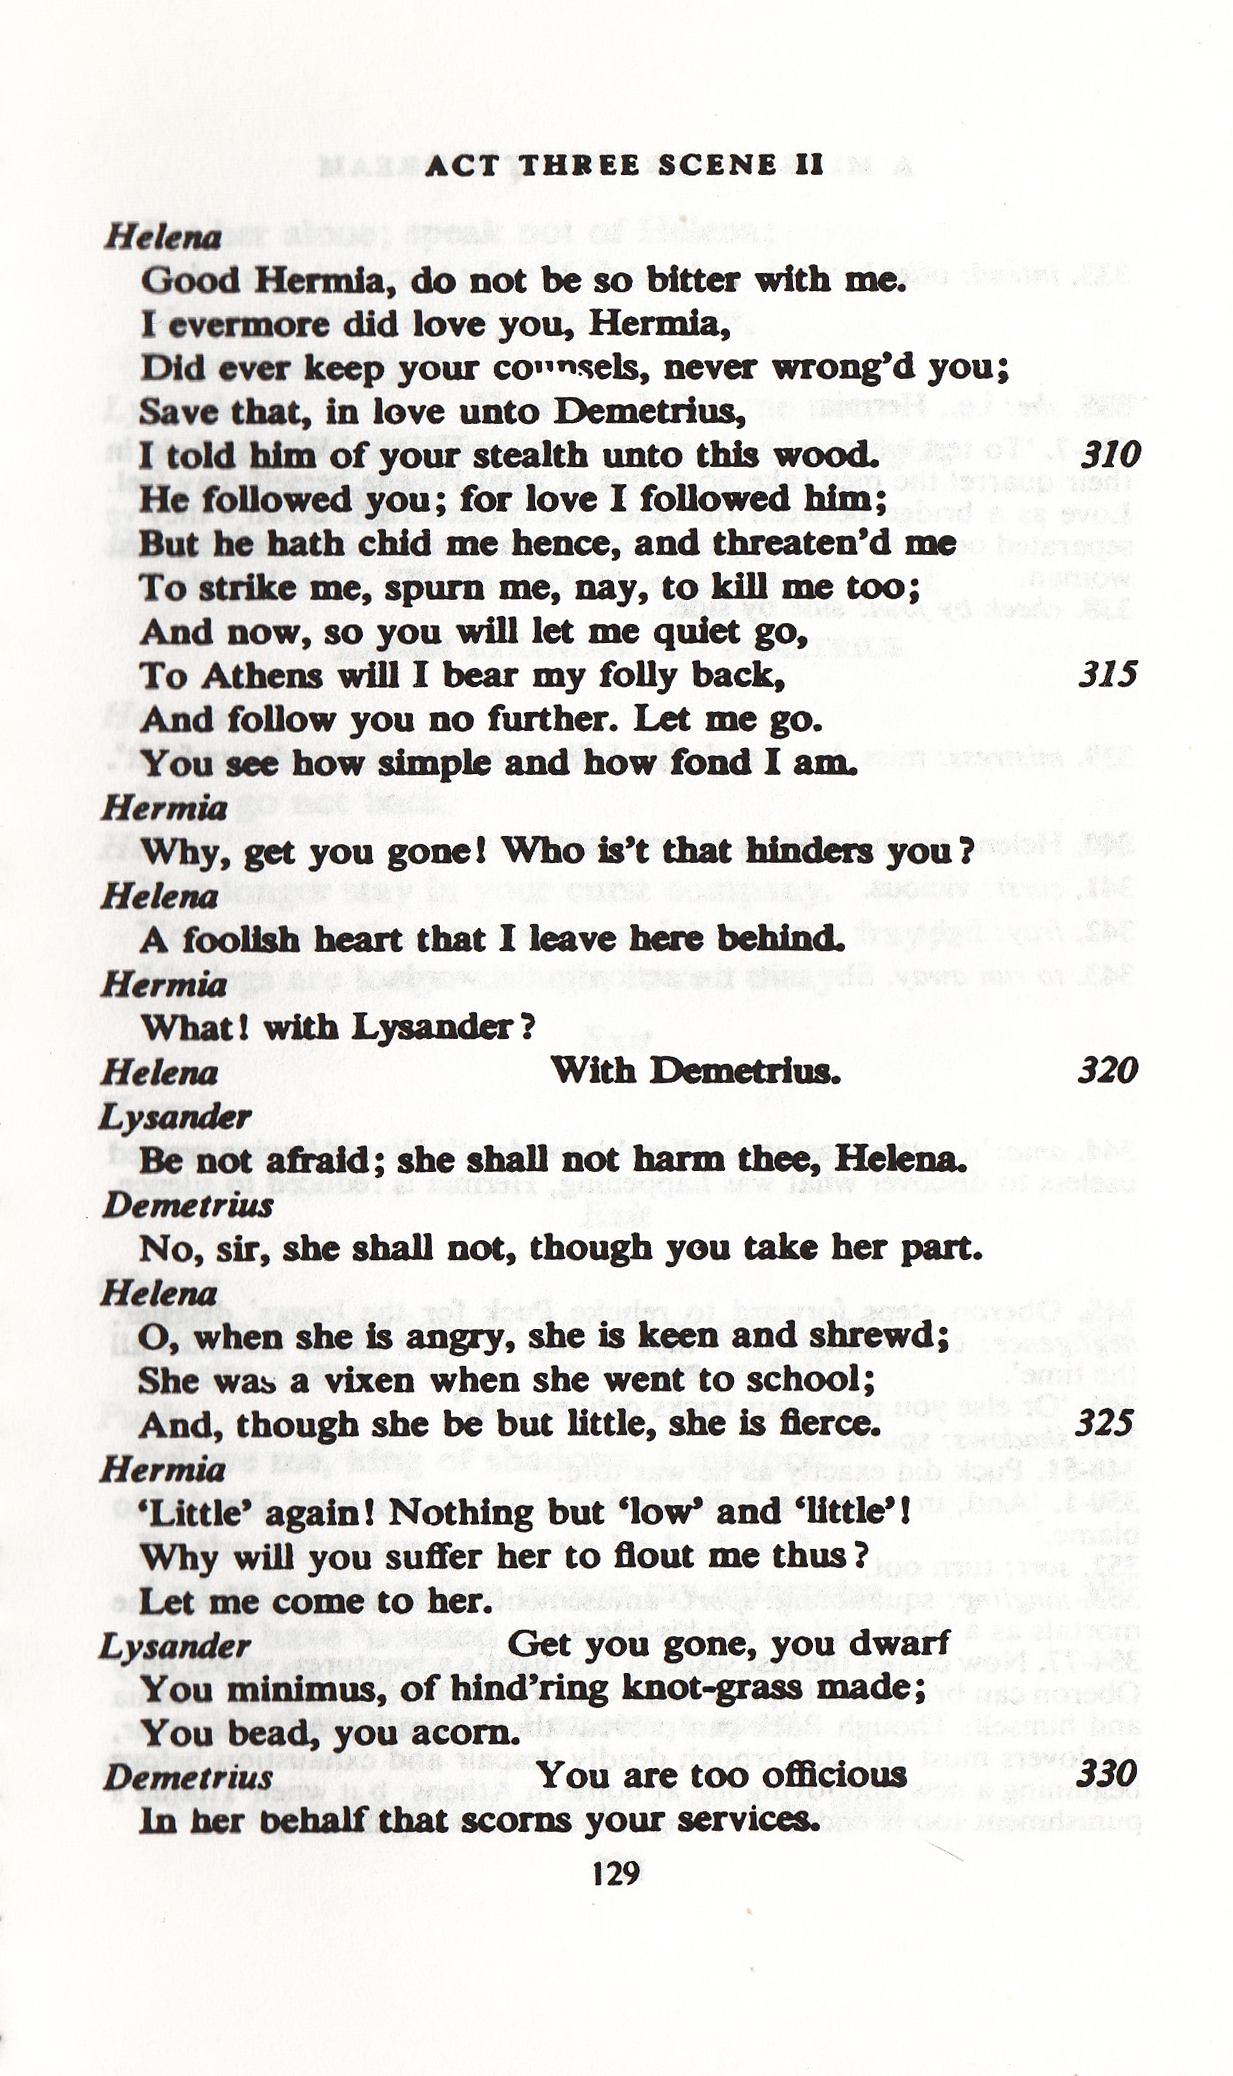 ACT THREE SCENE II
Helena
Good Hermia, do not be so bitter with me.
I evermore did love you, Hermia,
Did ever keep your counsels, never wrong'd you;
Save that, in love unto Demetrius,
I told him of your stealth unto this wood. 310
He followed you; for love I followed him;
But he hath chid me hence, and threaten'd me
To strike me, spurn me, nay, to kill me too;
And now, so you will let me quiet go,
To Athens will I bear my folly back, 315
And follow you no further. Let me go.
You see how simple and how fond I am.
Hermia
Why, get you gone! Who is't that hinders you?
Helena
A foolish heart that I leave here behind.
Hermia
What! with Lysander?
Helena With Demetrius. 320
Lysander
Be not afraid; she shall not harm thee, Helena.
Demetrius
No, sir, she shall not, though you take her part.
Helena
O, when she is angry, she is keen and shrewd;
She was a vixen when she went to school;
And, though she be but little, she is fierce. 325
Hermia
'Little' again! Nothing but 'low' and 'little'!
Why will you suffer her to flout me thus?
Let me come to her.
Lysander Get you gone, you dwarf
You minimus, of hind'ring knot-grass made;
You bead, you acorn.
Demetrius You are too officious 330
In her behalf that scorns your services.
129